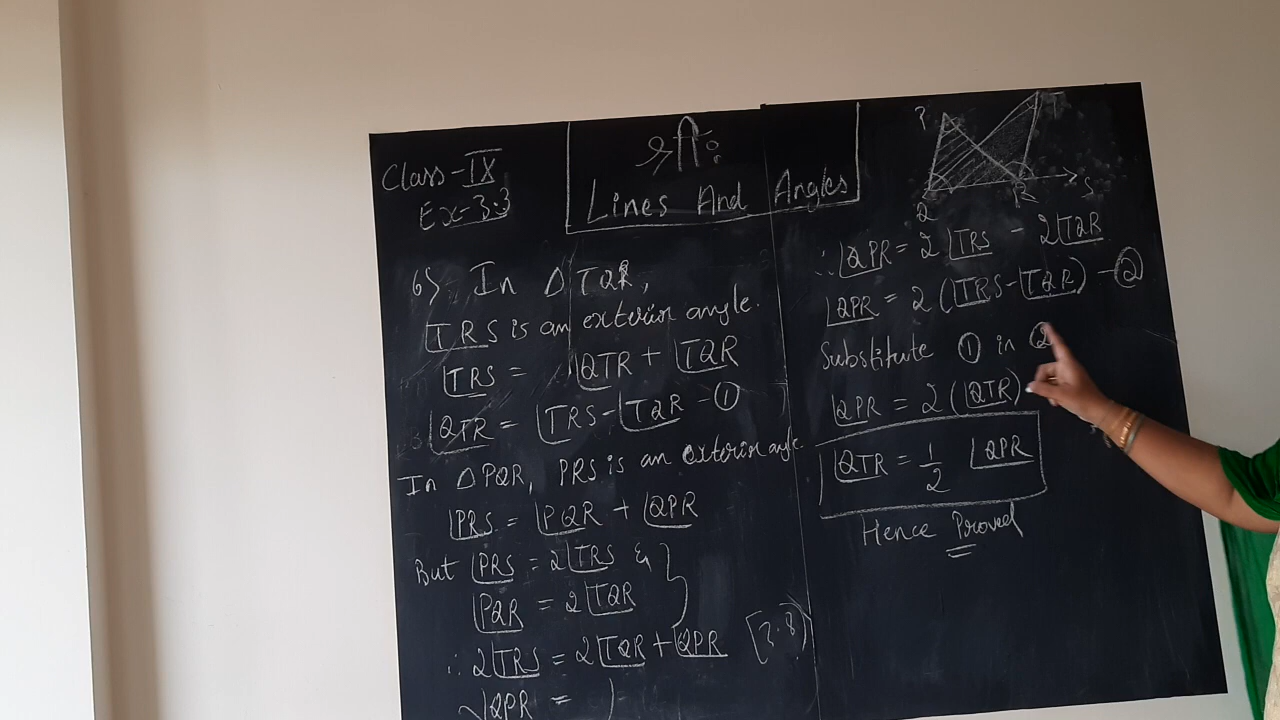 Class-IX
Ex-3.3
Lines And Angles
6) In △TQR,
∠TRS is an exterior angle.
∠TRS = ∠QTR + ∠TQR
∠QTR = ∠TRS - ∠TQR - ①
In △PQR, PRS is an exterior angle
∠PRS = ∠PQR + ∠QPR
But ∠PRS = 2∠TRS &
∠PQR = 2∠TQR
∴ 2∠TRS = 2∠TQR + ∠QPR
∠QPR =
P T
Q R S
∴ ∠QPR = 2∠TRS - 2∠TQR
∠QPR = 2(∠TRS-∠TQR) - ②
Substitute ① in ②
∠QPR = 2(∠QTR)
∠QTR = 1/2 ∠QPR
Hence Proved